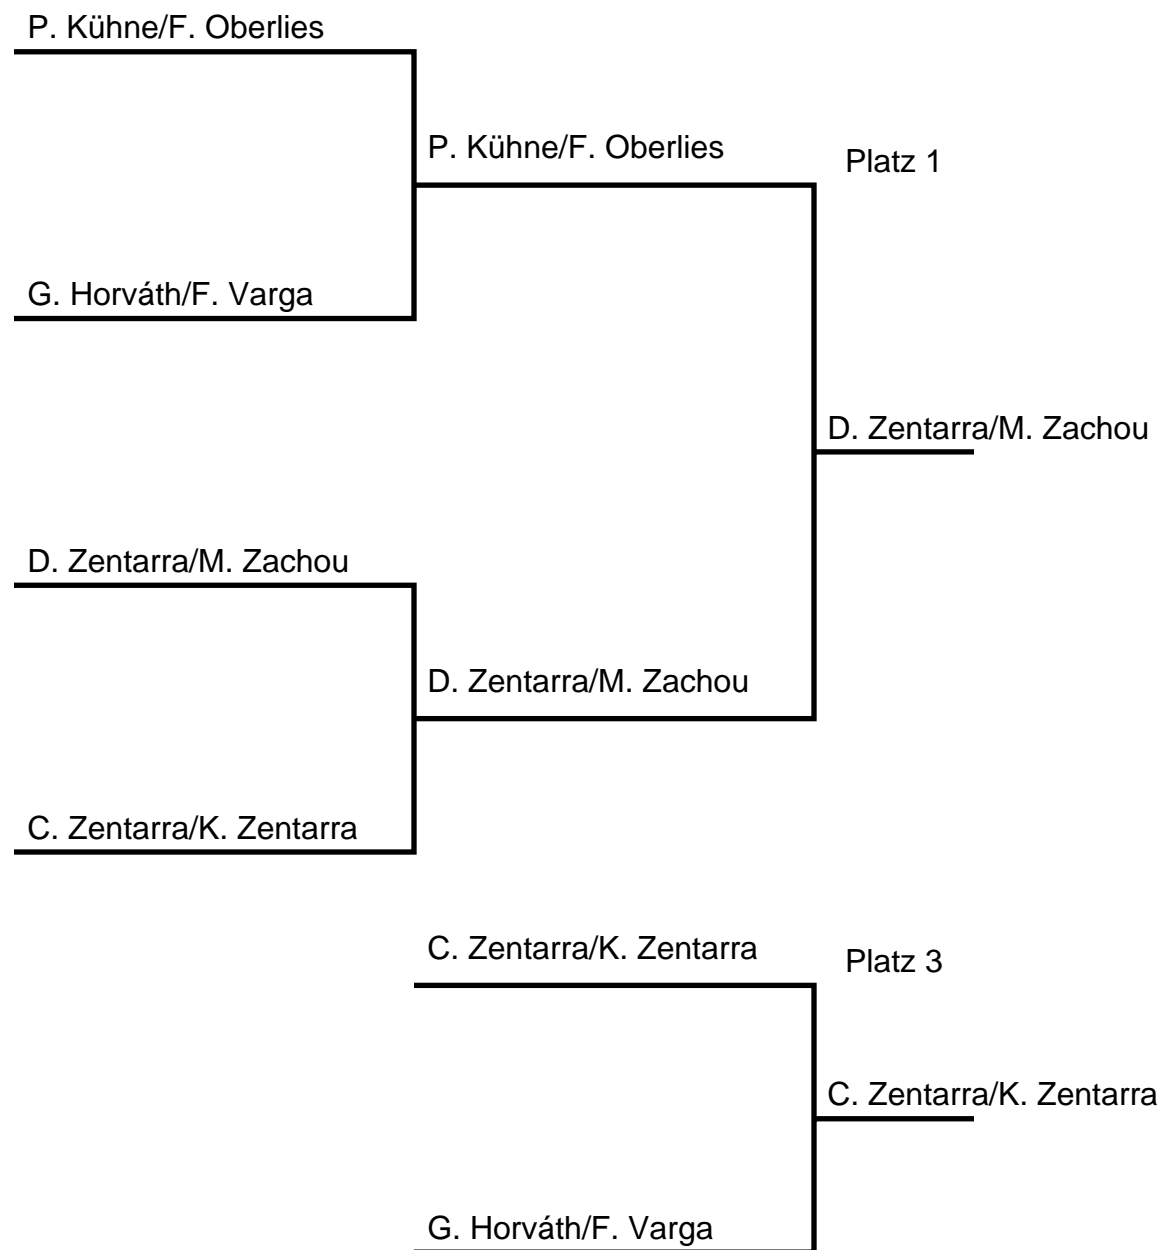 P. Kühne/F. Oberlies
P. Kühne/F. Oberlies
Platz 1
G. Horváth/F. Varga
D. Zentarra/M. Zachou
D. Zentarra/M. Zachou
D. Zentarra/M. Zachou
C. Zentarra/K. Zentarra
C. Zentarra/K. Zentarra
Platz 3
C. Zentarra/K. Zentarra
G. Horváth/F. Varga